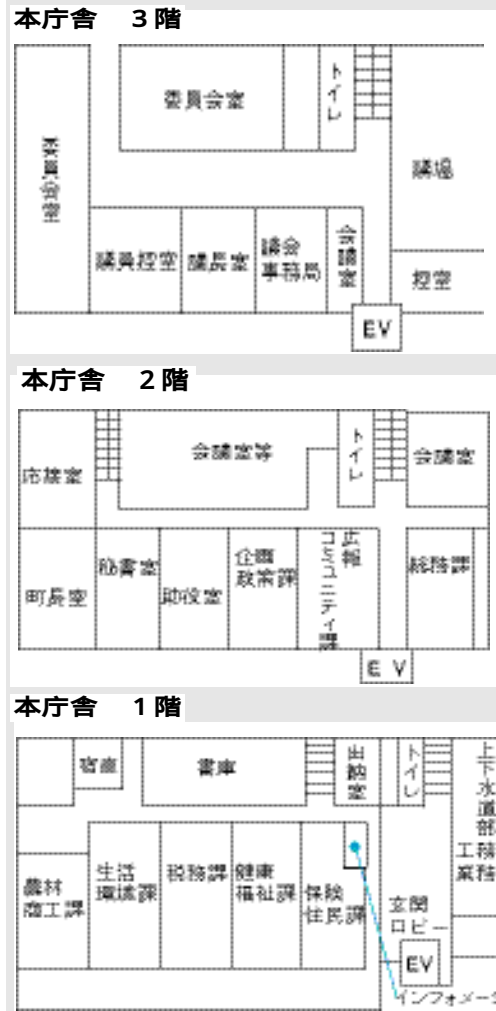 本庁舎　3階
委員会室
トイレ
議場
議員控室
議長室
議会
事務局
会議室
控室
EV
本庁舎　2階
応接室
会議室等
トイレ
会議室
町長室
秘書室
助役室
企画
政策課
広報
コミュニティ課
総務課
EV
本庁舎　1階
宿直
書庫
出納室
トイレ
上下水道部
工務
業務
農林
商工課
生活
環境課
税務課
健康
福祉課
保険
住民課
玄関
ロビー
EV
インフォメー